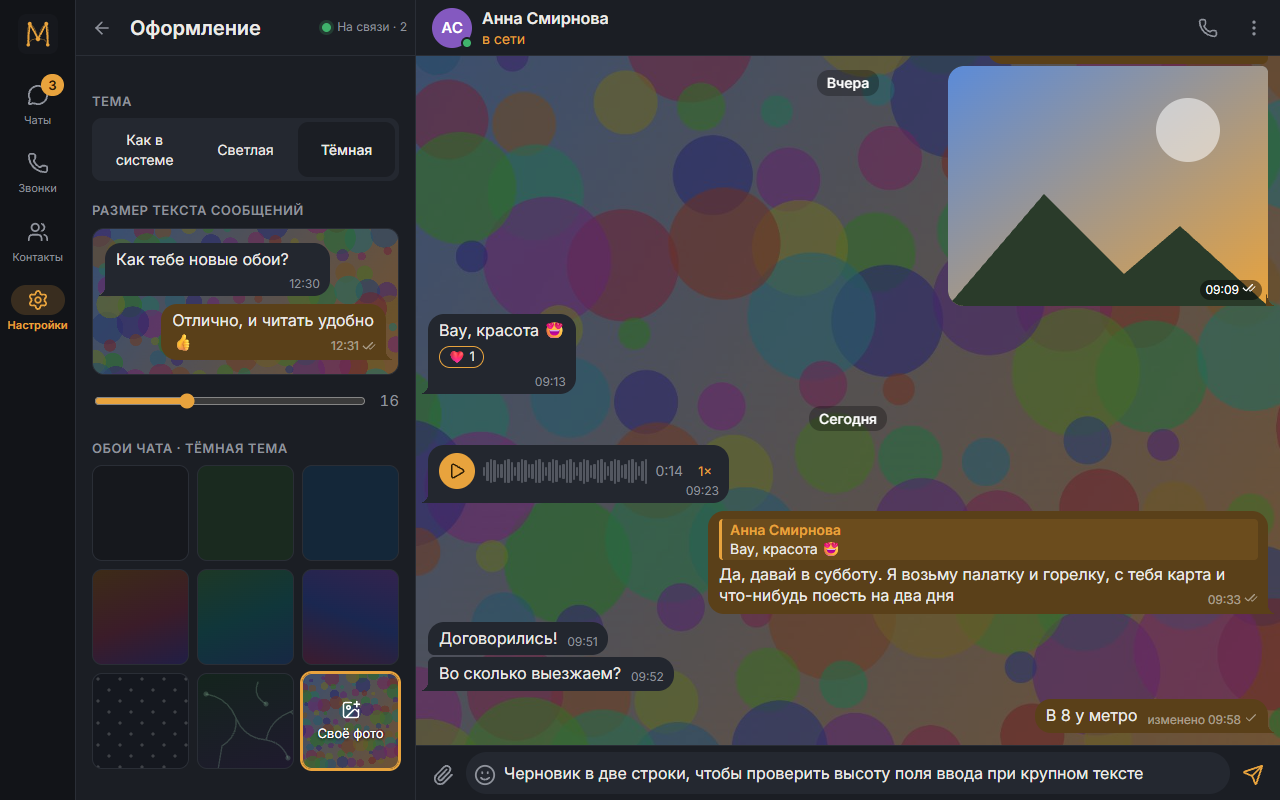 3
Чаты
Звонки
Контакты
Настройки
Оформление
На связи · 2
ТЕМА
Как в
системе
Светлая
Тёмная
РАЗМЕР ТЕКСТА СООБЩЕНИЙ
Как тебе новые обои?
12:30
Отлично, и читать удобно
👍
12:31
16
ОБОИ ЧАТА · ТЁМНАЯ ТЕМА
Своё фото
АС
Анна Смирнова
в сети
Вчера
09:09
Вау, красота 🤩
❤️ 1
09:13
Сегодня
0:14 1×
09:23
Анна Смирнова
Вау, красота 🤩
Да, давай в субботу. Я возьму палатку и горелку, с тебя карта и
что-нибудь поесть на два дня
09:33
Договорились! 09:51
Во сколько выезжаем? 09:52
В 8 у метро изменено 09:58
Черновик в две строки, чтобы проверить высоту поля ввода при крупном тексте